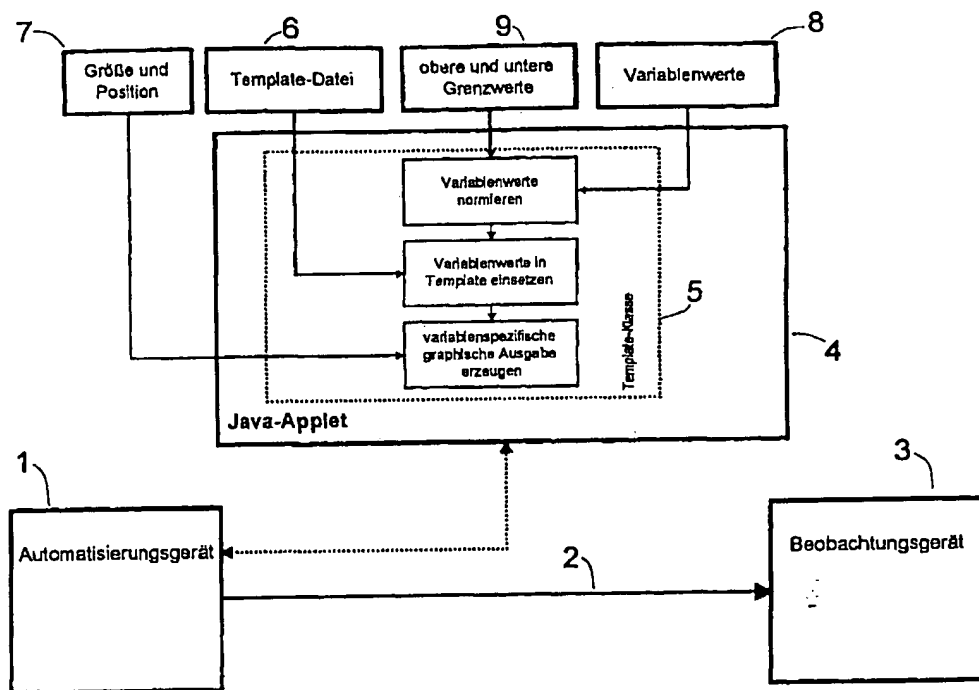 7
6
9
8
Größe und
Position
Template-Datei
obere und untere
Grenzwerte
Variablenwerte
Variablenwerte
normieren
Variablenwerte in
Template einsetzen
variablenspezifische
graphische Ausgabe
erzeugen
Template-Klasse
5
4
Java-Applet
1
3
Automatisierungsgerät
2
Beobachtungsgerät